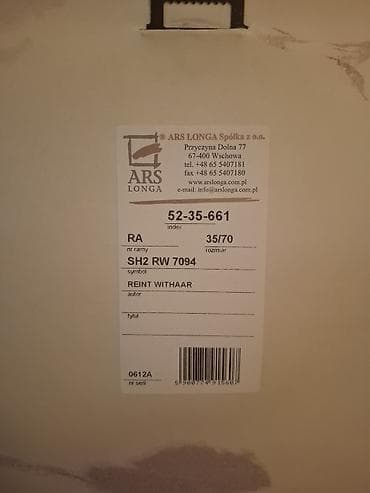 ® ARS LONGA Spółka z o.o.
Przyczyna Dolna 77
67-400 Wschowa
tel. +48 65 5407181
fax +48 65 5407180
www.arslonga.com.pl
e-mail: info@arslonga.com.pl
ARS
LONGA
52-35-661
index
RA 35/70
nr ramy rozmiar
SH2 RW 7094
symbol
REINT WITHAAR
autor
tytuł
0612A
nr serii